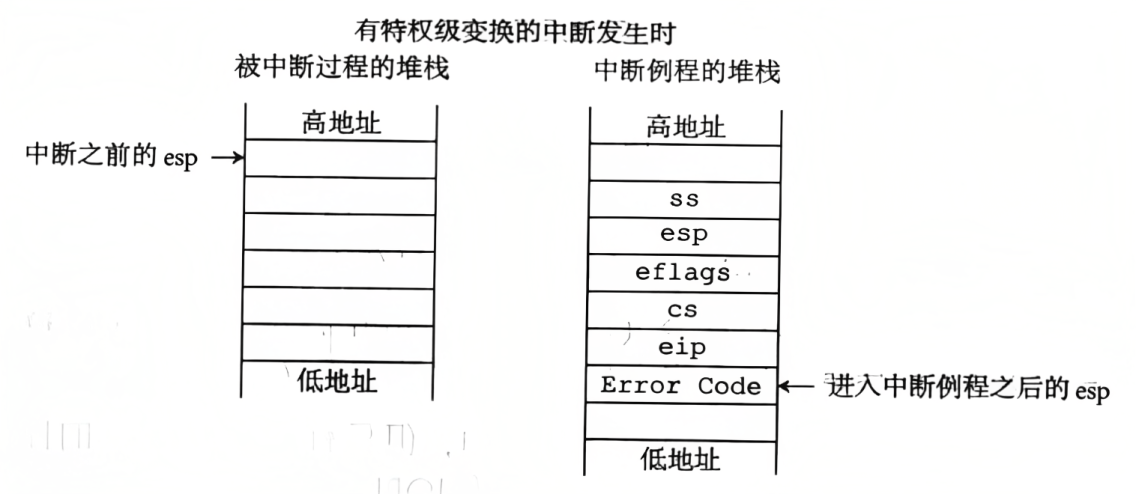 有特权级变换的中断发生时
被中断过程的堆栈
中断例程的堆栈
高地址
中断之前的 esp
低地址
高地址
ss
esp
eflags
cs
eip
Error Code
进入中断例程之后的 esp
低地址